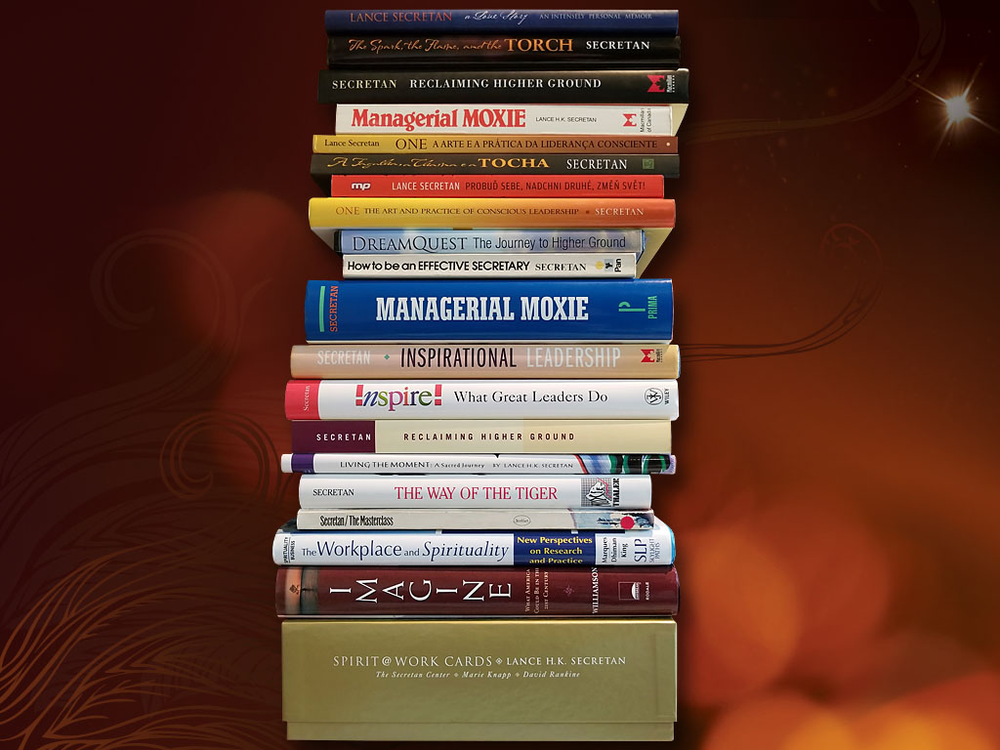 LANCE SECRETAN a Love Story AN INTENSELY PERSONAL MEMOIR
The Spark, the Flame, and the TORCH SECRETAN
SECRETAN RECLAIMING HIGHER GROUND
Managerial MOXIE LANCE H.K. SECRETAN Macmillan of Canada
Lance Secretan ONE A ARTE E A PRÁTICA DA LIDERANÇA CONSCIENTE
TOCHA SECRETAN
mp LANCE SECRETAN PROBUĎ SEBE, NADCHNI DRUHÉ, ZMĚŇ SVĚT!
ONE THE ART AND PRACTICE OF CONSCIOUS LEADERSHIP • SECRETAN
DREAMQUEST The Journey to Higher Ground
How to be an EFFECTIVE SECRETARY SECRETAN Pan
SECRETAN MANAGERIAL MOXIE P PRIMA
SECRETAN INSPIRATIONAL LEADERSHIP
Secretan Inspire! What Great Leaders Do WILEY
SECRETAN RECLAIMING HIGHER GROUND
LIVING THE MOMENT: A Sacred Journey BY LANCE H.K. SECRETAN
SECRETAN THE WAY OF THE TIGER THALER
Secretan/The Masterclass
SPIRITUALITY BUSINESS The Workplace and Spirituality New Perspectives on Research and Practice Marques Dhiman King SLP SKYLIGHT PATHS
IMAGINE WHAT AMERICA COULD BE IN THE 21ST CENTURY WILLIAMSON RODALE
SPIRIT@WORK CARDS LANCE H.K. SECRETAN
The Secretan Center Marie Knapp David Rankine